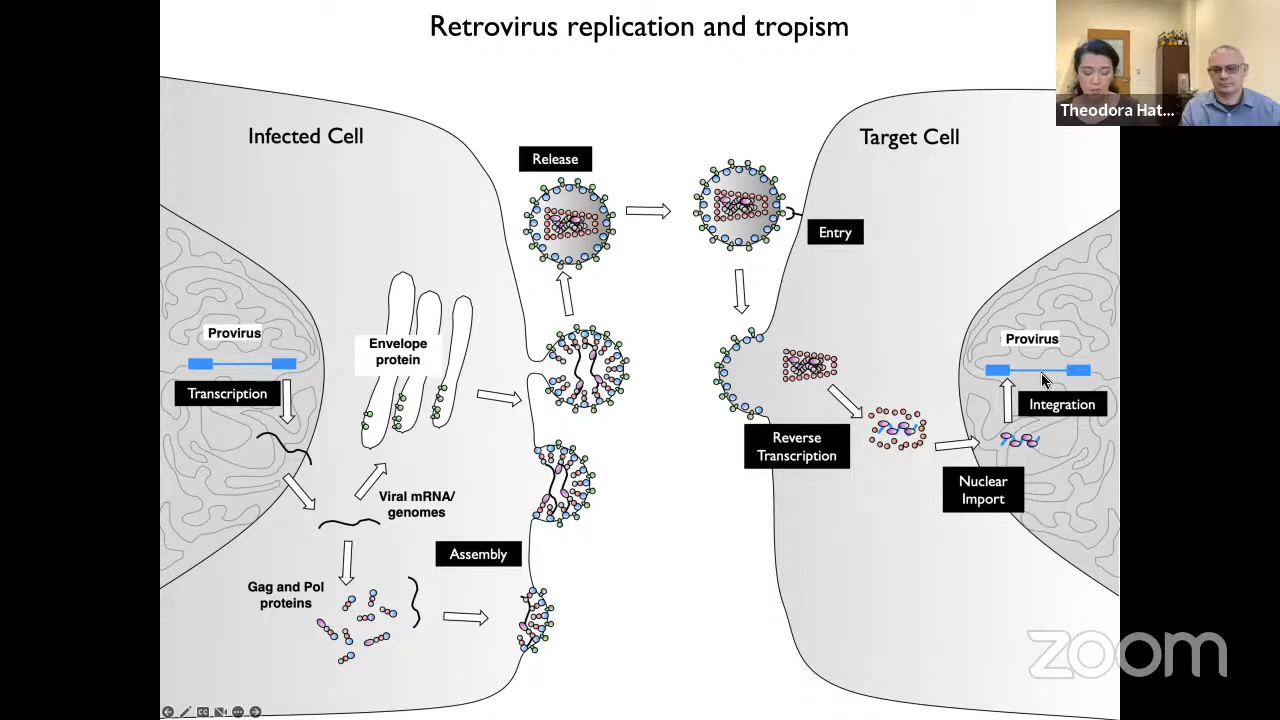 Retrovirus replication and tropism
Theodora Hat...
Infected Cell
Target Cell
Release
Entry
Provirus
Transcription
Envelope
protein
Provirus
Integration
Reverse
Transcription
Nuclear
Import
Viral mRNA/
genomes
Assembly
Gag and Pol
proteins
CC
zoom